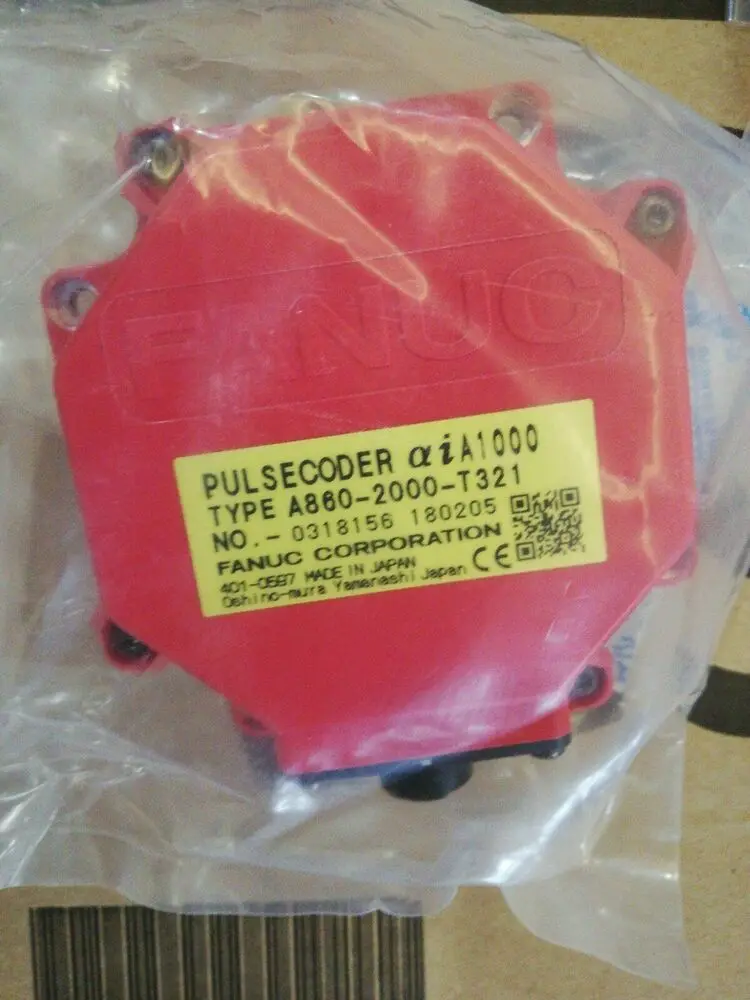 FANUC
PULSECODER αiA1000
TYPE A860-2000-T321
NO.- 0318156 180205
FANUC CORPORATION
401-0597 MADE IN JAPAN CE
Oshino-mura Yamanashi Japan